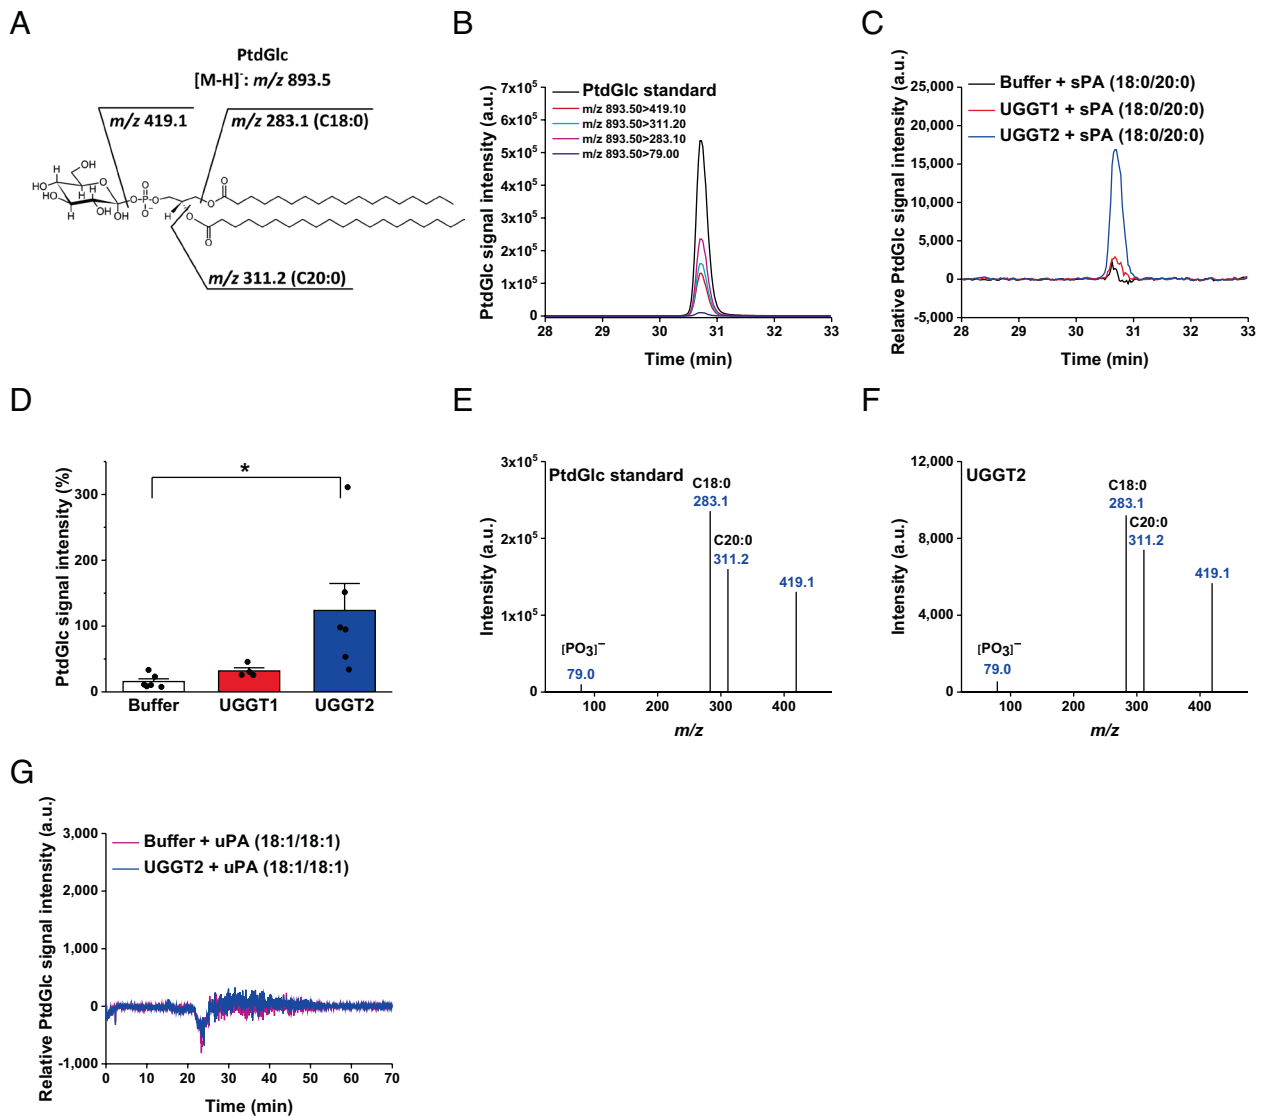 A
PtdGlc
[M-H]⁻: m/z 893.5
m/z 419.1
m/z 283.1 (C18:0)
OH
H
O
HO
H
H
O
O
HO
H
H
OH
OH
O
P
O
O⁻
O
H
O
O
m/z 311.2 (C20:0)
B
PtdGlc signal intensity (a.u.)
7x10⁵
6x10⁵
5x10⁵
4x10⁵
3x10⁵
2x10⁵
1x10⁵
0
PtdGlc standard
m/z 893.50>419.10
m/z 893.50>311.20
m/z 893.50>283.10
m/z 893.50>79.00
28 29 30 31 32 33
Time (min)
C
Relative PtdGlc signal intensity (a.u.)
25,000
20,000
15,000
10,000
5,000
0
-5,000
Buffer + sPA (18:0/20:0)
UGGT1 + sPA (18:0/20:0)
UGGT2 + sPA (18:0/20:0)
28 29 30 31 32 33
Time (min)
D
PtdGlc signal intensity (%)
300
200
100
0
*
Buffer UGGT1 UGGT2
E
Intensity (a.u.)
3x10⁵
2x10⁵
1x10⁵
0
PtdGlc standard
C18:0
283.1
C20:0
311.2
419.1
[PO₃]⁻
79.0
100 200 300 400
m/z
F
Intensity (a.u.)
12,000
8,000
4,000
0
UGGT2
C18:0
283.1
C20:0
311.2
419.1
[PO₃]⁻
79.0
100 200 300 400
m/z
G
Relative PtdGlc signal intensity (a.u.)
3,000
2,000
1,000
0
-1,000
Buffer + uPA (18:1/18:1)
UGGT2 + uPA (18:1/18:1)
0 10 20 30 40 50 60 70
Time (min)